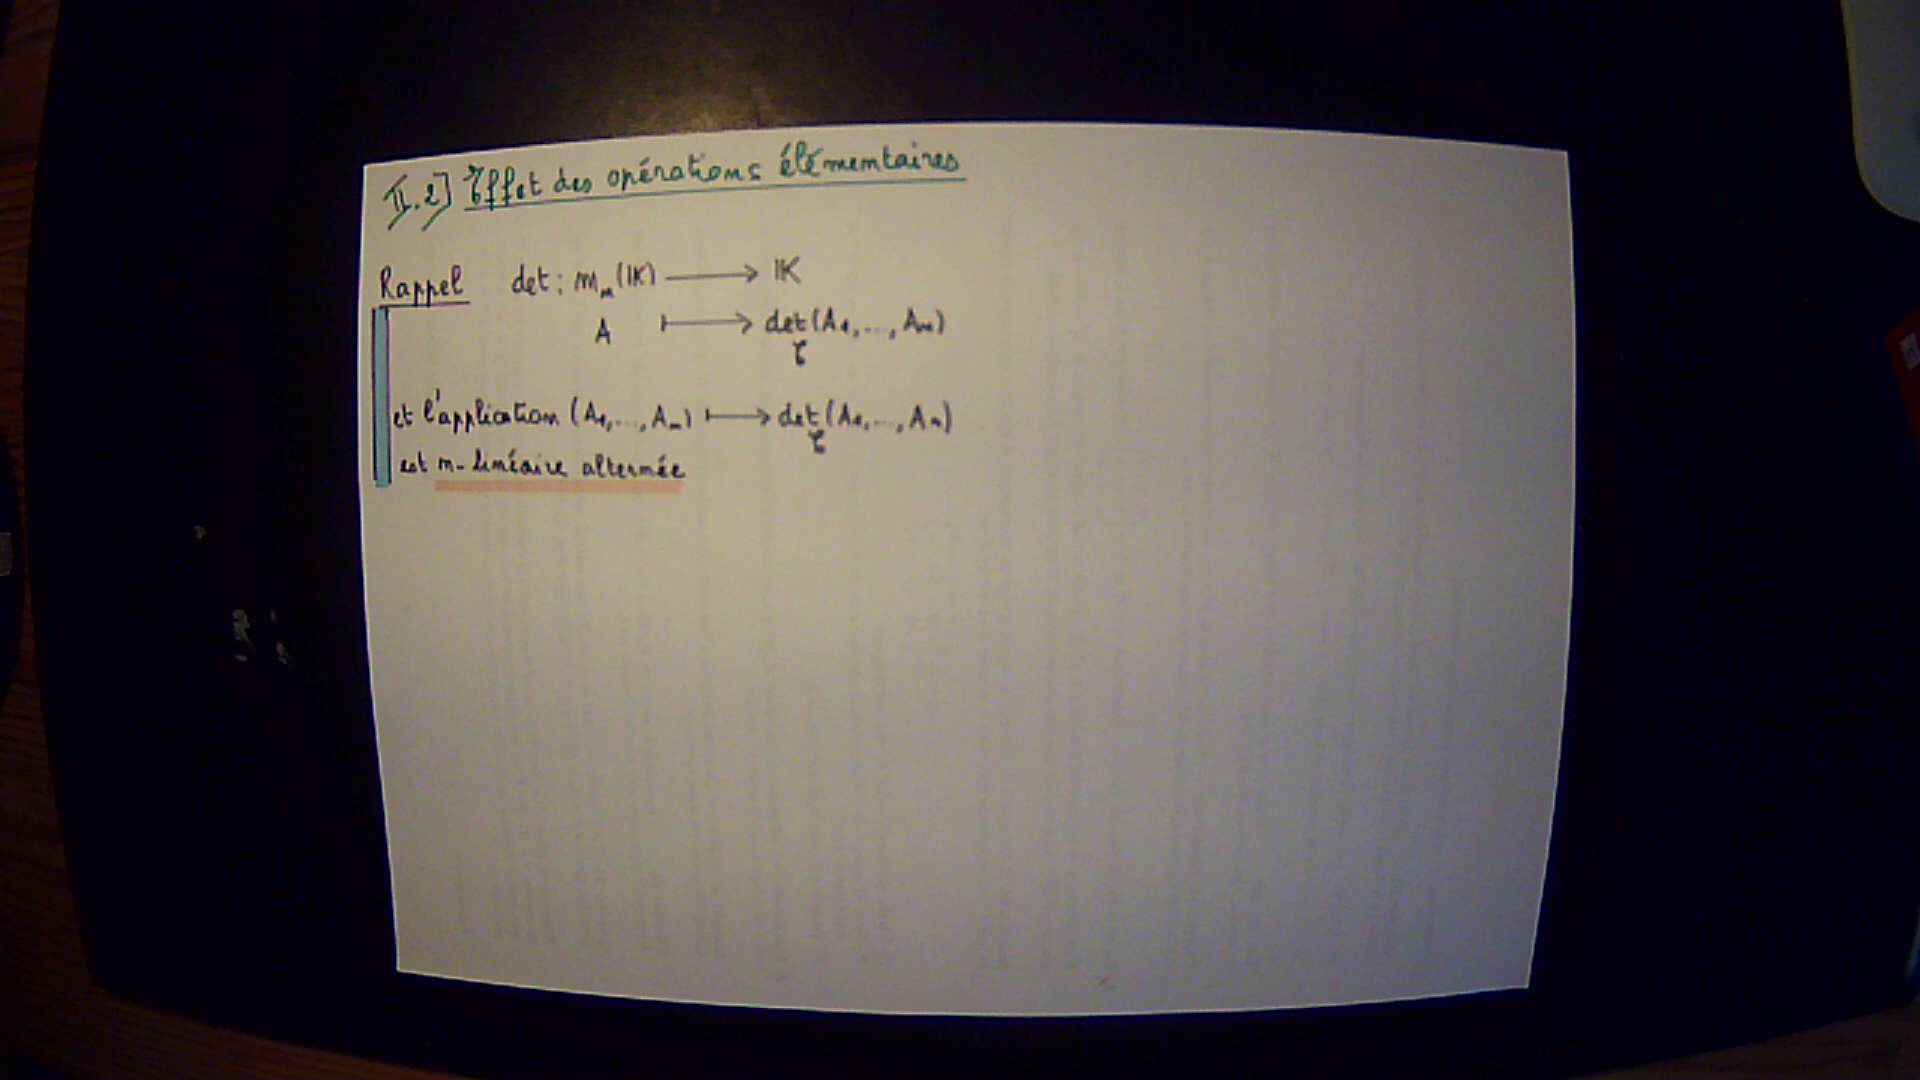 II.2] Effet des opérations élémentaires
Rappel det : Mn(IK) ⟶ IK
A ⟼ det(A1,...,An)
et l'application (A1,...,An) ⟼ det(A1,...,An)
est n-linéaire alternée